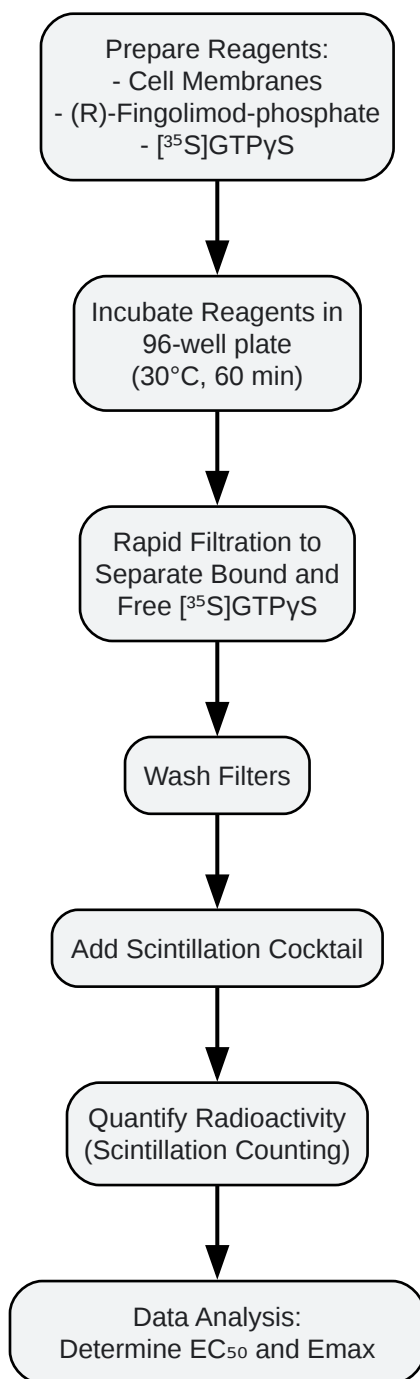 Prepare Reagents:
- Cell Membranes
- (R)-Fingolimod-phosphate
- [³⁵S]GTPγS
Incubate Reagents in
96-well plate
(30°C, 60 min)
Rapid Filtration to
Separate Bound and
Free [³⁵S]GTPγS
Wash Filters
Add Scintillation Cocktail
Quantify Radioactivity
(Scintillation Counting)
Data Analysis:
Determine EC₅₀ and Emax